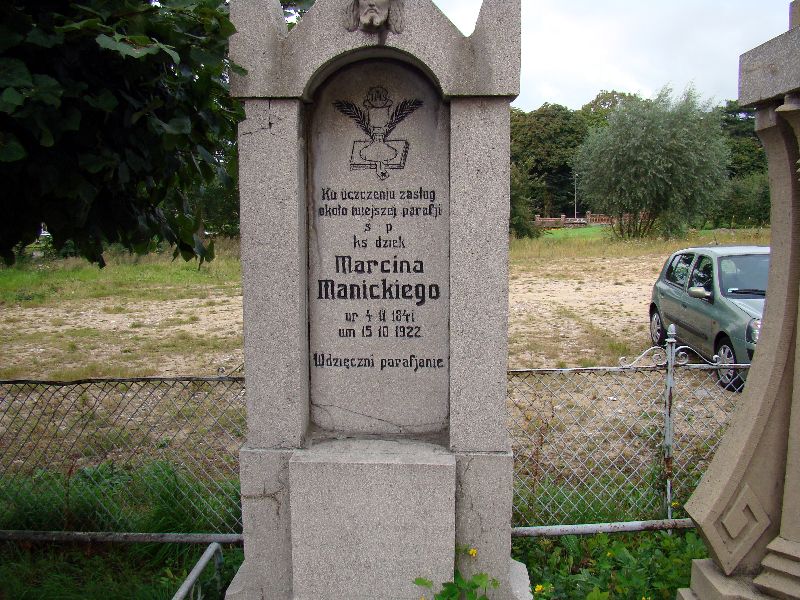 Ku uczczeniu zasług
około tutejszej parafji
s p
ks dziek
Marcina
Manickiego
ur 4 II 1841
um 15 10 1922
Wdzięczni parafjanie